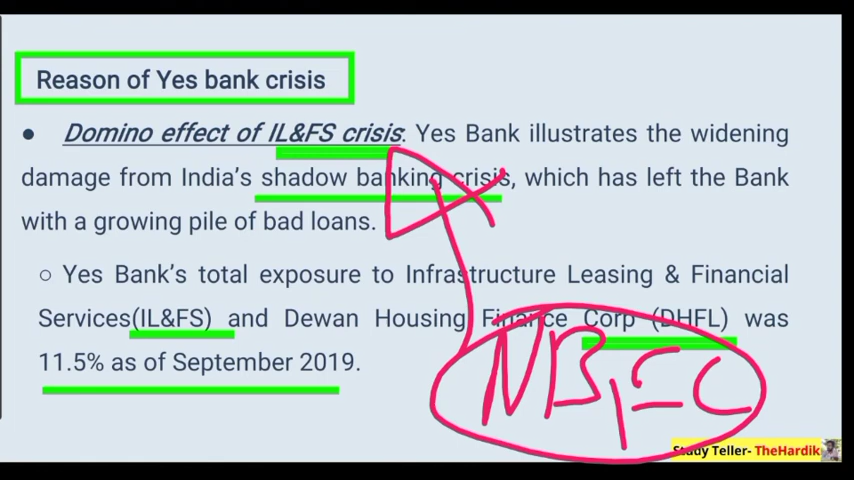 Reason of Yes bank crisis
● Domino effect of IL&FS crisis: Yes Bank illustrates the widening
damage from India's shadow banking crisis, which has left the Bank
with a growing pile of bad loans.
○ Yes Bank's total exposure to Infrastructure Leasing & Financial
Services(IL&FS) and Dewan Housing Finance Corp (DHFL) was
11.5% as of September 2019.
NBFC
Study Teller- TheHardik